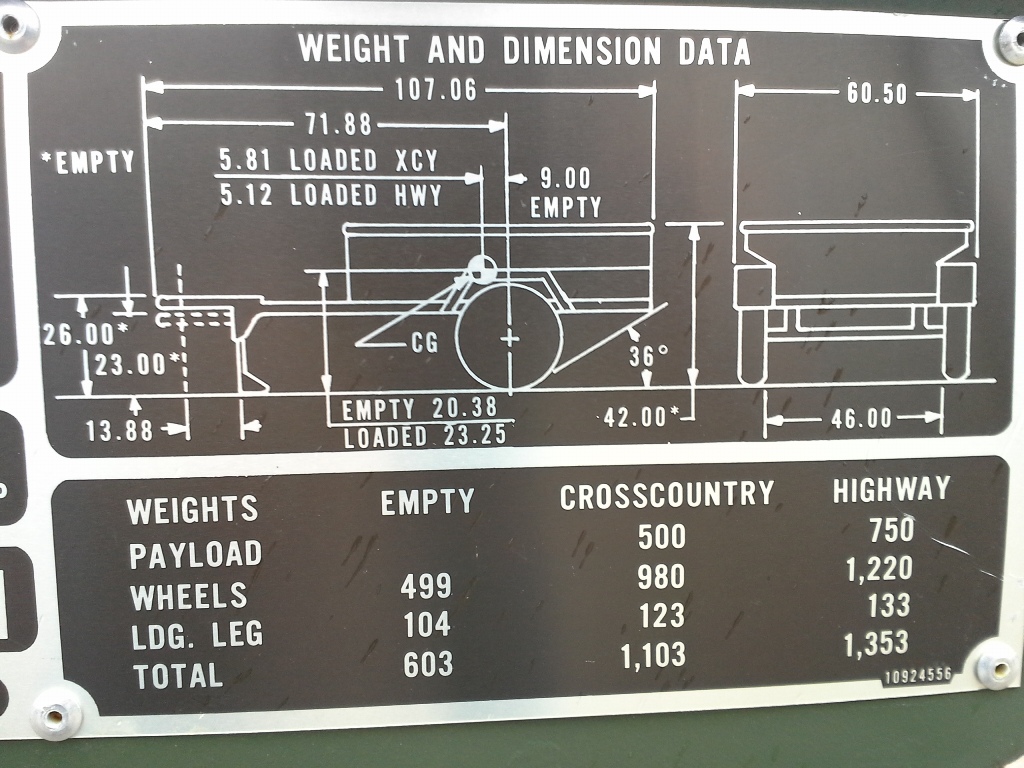 WEIGHT AND DIMENSION DATA
107.06
60.50
71.88
*EMPTY
5.81 LOADED XCY
5.12 LOADED HWY
9.00
EMPTY
26.00*
23.00*
CG
36°
13.88
EMPTY 20.38
LOADED 23.25
42.00*
46.00
WEIGHTS EMPTY CROSSCOUNTRY HIGHWAY
PAYLOAD 500 750
WHEELS 499 980 1,220
LDG. LEG 104 123 133
TOTAL 603 1,103 1,353
10924556
P